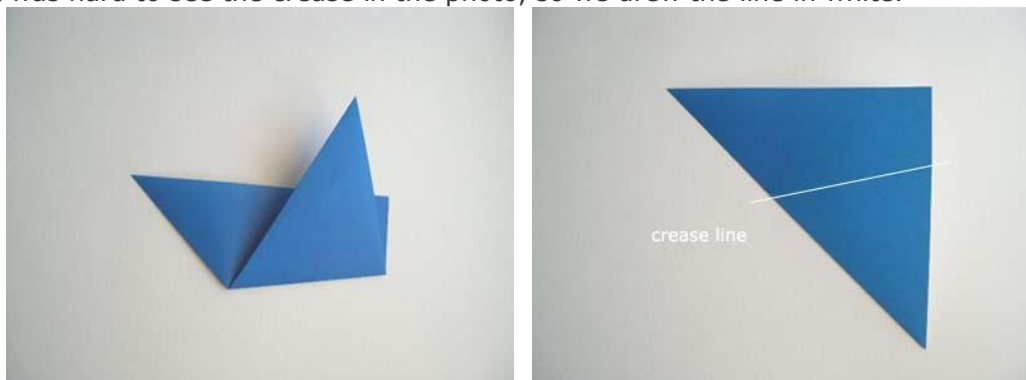 was hard to see the crease in the photo, so we drew the line in white.
crease line